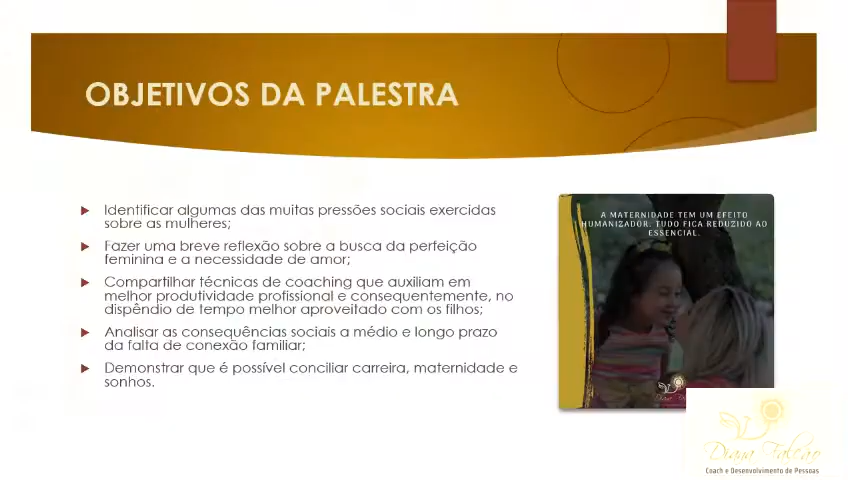 OBJETIVOS DA PALESTRA
Identificar algumas das muitas pressões sociais exercidas
sobre as mulheres;
Fazer uma breve reflexão sobre a busca da perfeição
feminina e a necessidade de amor;
Compartilhar técnicas de coaching que auxiliam em
melhor produtividade profissional e consequentemente, no
dispêndio de tempo melhor aproveitado com os filhos;
Analisar as consequências sociais a médio e longo prazo
da falta de conexão familiar;
Demonstrar que é possível conciliar carreira, maternidade e
sonhos.
A MATERNIDADE TEM UM EFEITO
HUMANIZADOR. TUDO FICA REDUZIDO AO
ESSENCIAL.
Diana Falcão
Coach e Desenvolvimento de Pessoas